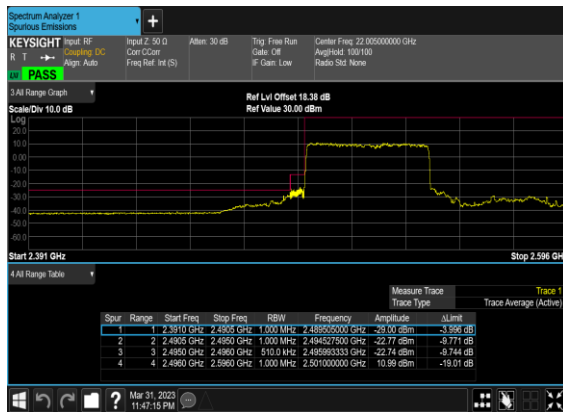 Spectrum Analyzer 1
Spurious Emissions
KEYSIGHT Input: RF Input Z: 50 Ω Atten: 30 dB Trig: Free Run Center Freq: 22.005000000 GHz
R T Coupling: DC Corr CCorr Gate: Off Avg|Hold: 100/100
Align: Auto Freq Ref: Int (S) IF Gain: Low Radio Std: None
PASS
3 All Range Graph
Ref Lvl Offset 18.38 dB
Scale/Div 10.0 dB Ref Value 30.00 dBm
Log
20.0
10.0
0.00
-10.0
-20.0
-30.0
-40.0
-50.0
-60.0
Start 2.391 GHz Stop 2.596 GH
4 All Range Table
Measure Trace Trace 1
Trace Type Trace Average (Active)
Spur Range Start Freq Stop Freq RBW Frequency Amplitude ΔLimit
1 1 2.3910 GHz 2.4905 GHz 1.000 MHz 2.489505000 GHz -29.00 dBm -3.996 dB
2 2 2.4905 GHz 2.4950 GHz 1.000 MHz 2.494527500 GHz -22.77 dBm -9.771 dB
3 3 2.4950 GHz 2.4960 GHz 510.0 kHz 2.495993333 GHz -22.74 dBm -9.744 dB
4 4 2.4960 GHz 2.5960 GHz 1.000 MHz 2.501000000 GHz 10.99 dBm -19.01 dB
Mar 31, 2023
11:47:15 PM